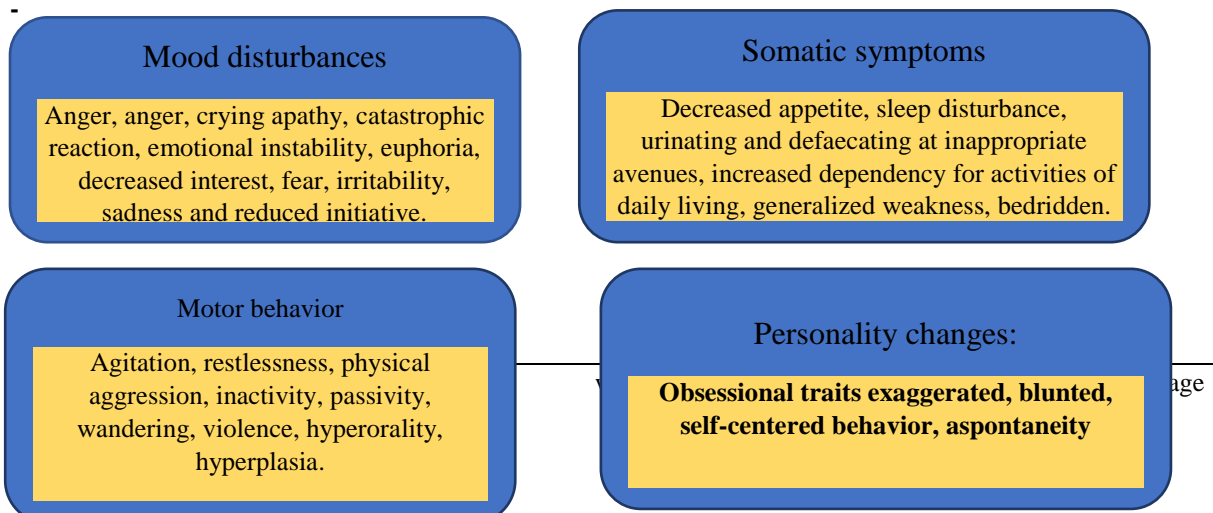 -
Mood disturbances
Anger, anger, crying apathy, catastrophic
reaction, emotional instability, euphoria,
decreased interest, fear, irritability,
sadness and reduced initiative.
Somatic symptoms
Decreased appetite, sleep disturbance,
urinating and defaecating at inappropriate
avenues, increased dependency for activities of
daily living, generalized weakness, bedridden.
Motor behavior
Agitation, restlessness, physical
aggression, inactivity, passivity,
wandering, violence, hyperorality,
hyperplasia.
Personality changes:
Obsessional traits exaggerated, blunted,
self-centered behavior, aspontaneity
age